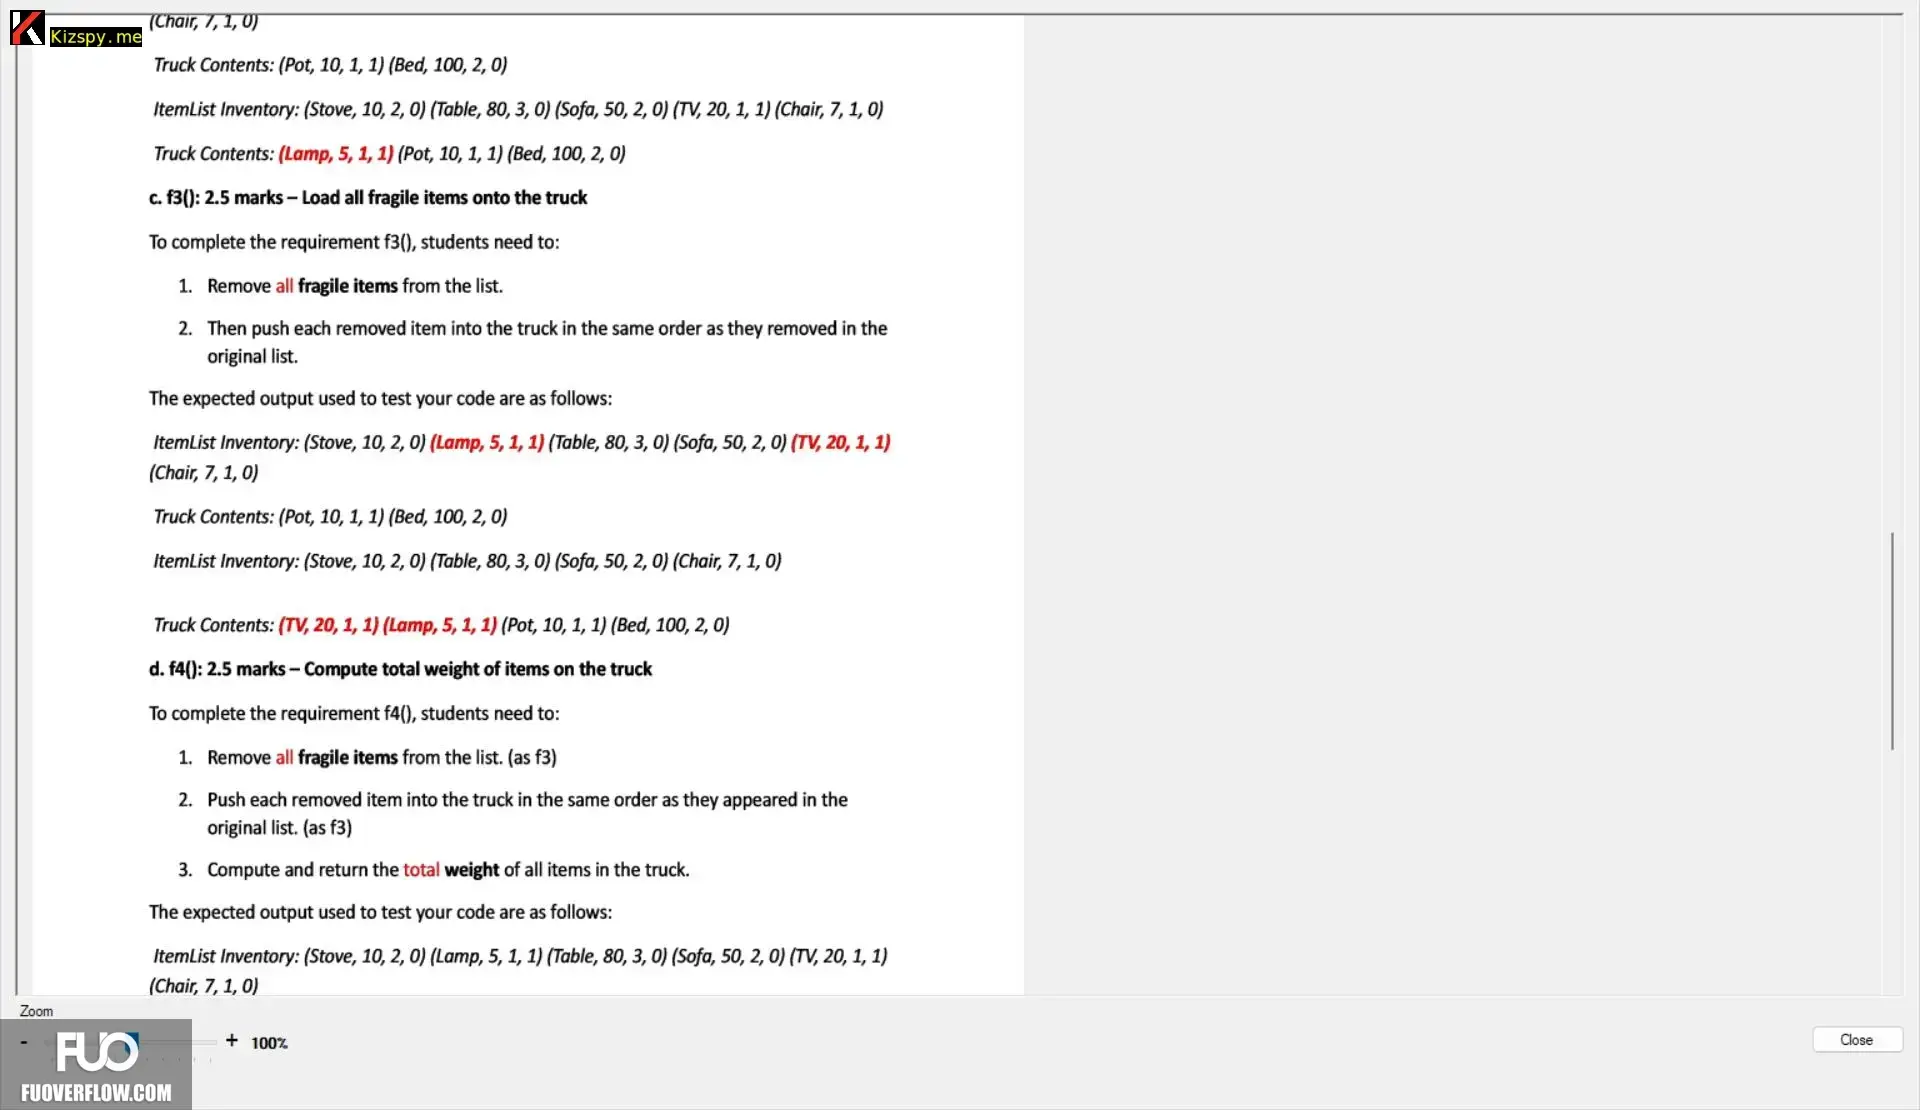 (Chair, 7, 1, 0)
Kizspy.me
Truck Contents: (Pot, 10, 1, 1) (Bed, 100, 2, 0)
ItemList Inventory: (Stove, 10, 2, 0) (Table, 80, 3, 0) (Sofa, 50, 2, 0) (TV, 20, 1, 1) (Chair, 7, 1, 0)
Truck Contents: (Lamp, 5, 1, 1) (Pot, 10, 1, 1) (Bed, 100, 2, 0)
c. f3(): 2.5 marks – Load all fragile items onto the truck
To complete the requirement f3(), students need to:
1. Remove all fragile items from the list.
2. Then push each removed item into the truck in the same order as they removed in the
original list.
The expected output used to test your code are as follows:
ItemList Inventory: (Stove, 10, 2, 0) (Lamp, 5, 1, 1) (Table, 80, 3, 0) (Sofa, 50, 2, 0) (TV, 20, 1, 1)
(Chair, 7, 1, 0)
Truck Contents: (Pot, 10, 1, 1) (Bed, 100, 2, 0)
ItemList Inventory: (Stove, 10, 2, 0) (Table, 80, 3, 0) (Sofa, 50, 2, 0) (Chair, 7, 1, 0)
Truck Contents: (TV, 20, 1, 1) (Lamp, 5, 1, 1) (Pot, 10, 1, 1) (Bed, 100, 2, 0)
d. f4(): 2.5 marks – Compute total weight of items on the truck
To complete the requirement f4(), students need to:
1. Remove all fragile items from the list. (as f3)
2. Push each removed item into the truck in the same order as they appeared in the
original list. (as f3)
3. Compute and return the total weight of all items in the truck.
The expected output used to test your code are as follows:
ItemList Inventory: (Stove, 10, 2, 0) (Lamp, 5, 1, 1) (Table, 80, 3, 0) (Sofa, 50, 2, 0) (TV, 20, 1, 1)
(Chair, 7, 1, 0)
Zoom
- + 100%
Close
FUO
FUOVERFLOW.COM